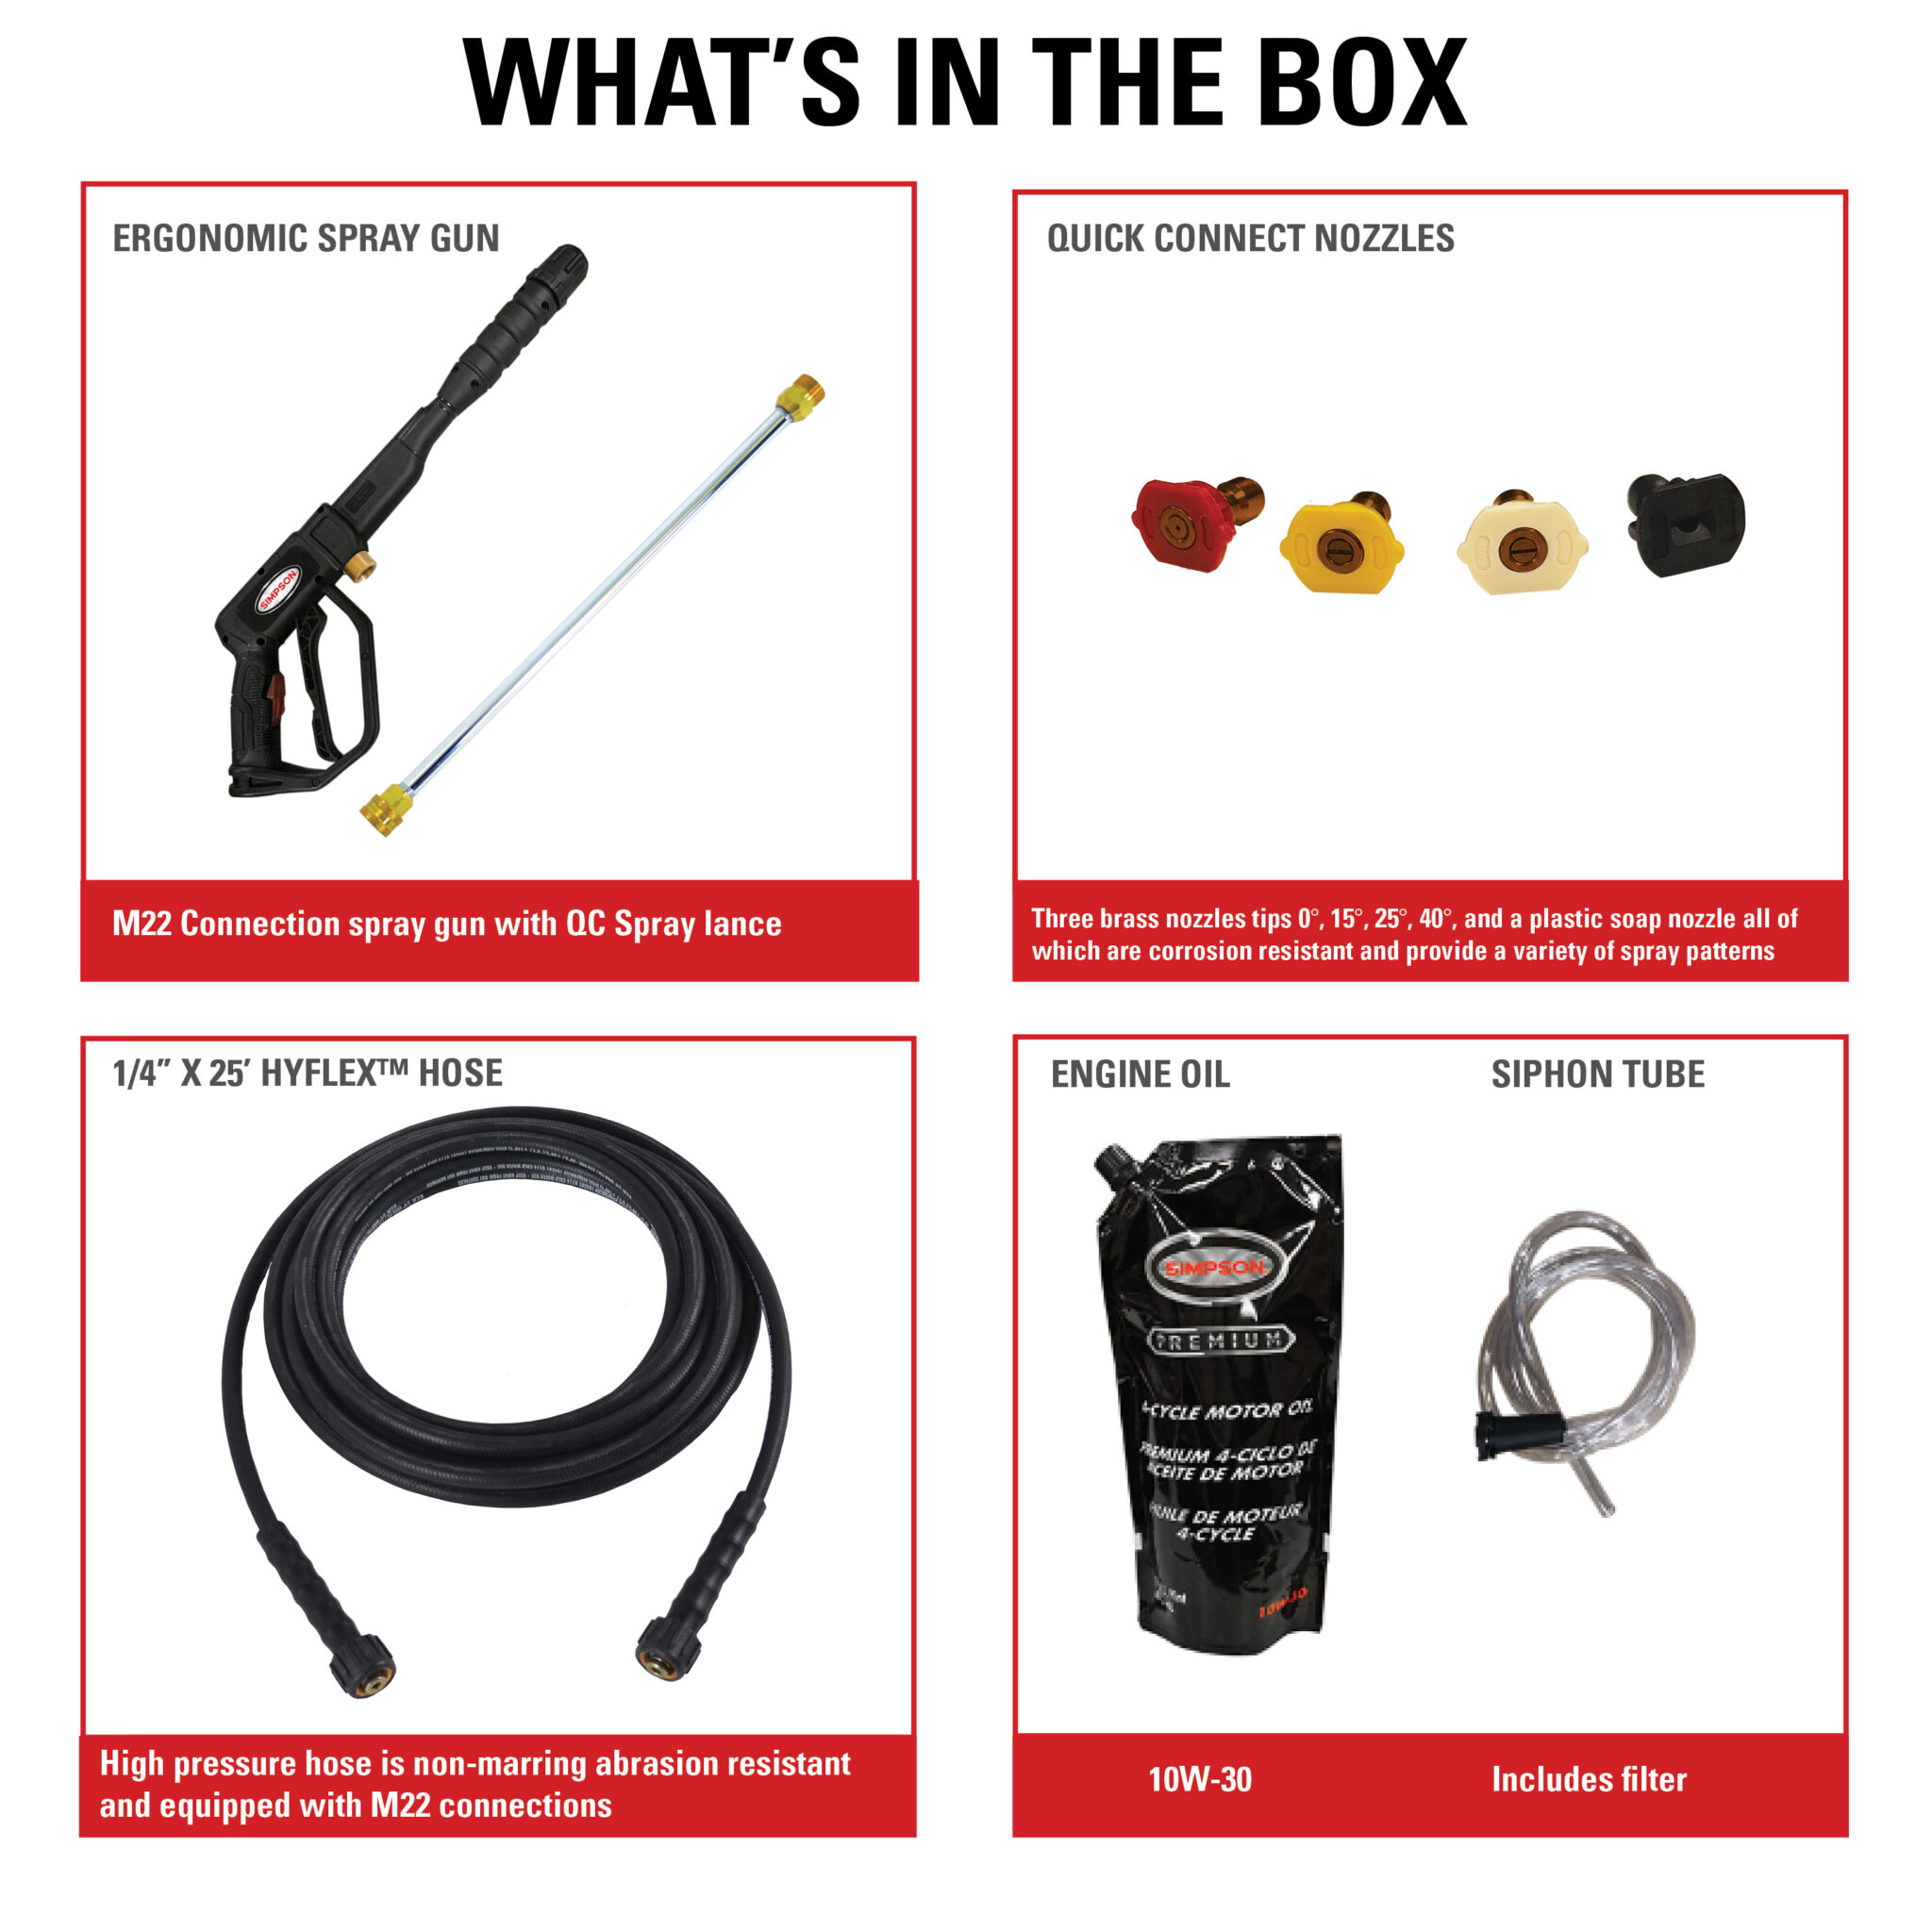 WHAT'S IN THE BOX
ERGONOMIC SPRAY GUN
SIMPSON
M22 Connection spray gun with QC Spray lance
QUICK CONNECT NOZZLES
Three brass nozzles tips 0°, 15°, 25°, 40°, and a plastic soap nozzle all of
which are corrosion resistant and provide a variety of spray patterns
1/4” X 25’ HYFLEX™ HOSE
High pressure hose is non-marring abrasion resistant
and equipped with M22 connections
ENGINE OIL
SIPHON TUBE
SIMPSON
PREMIUM
4-CYCLE MOTOR OIL
PREMIUM 4-CICLO DE
ACEITE DE MOTOR
HUILE DE MOTEUR
4-CYCLE
10W-30
10W-30
Includes filter